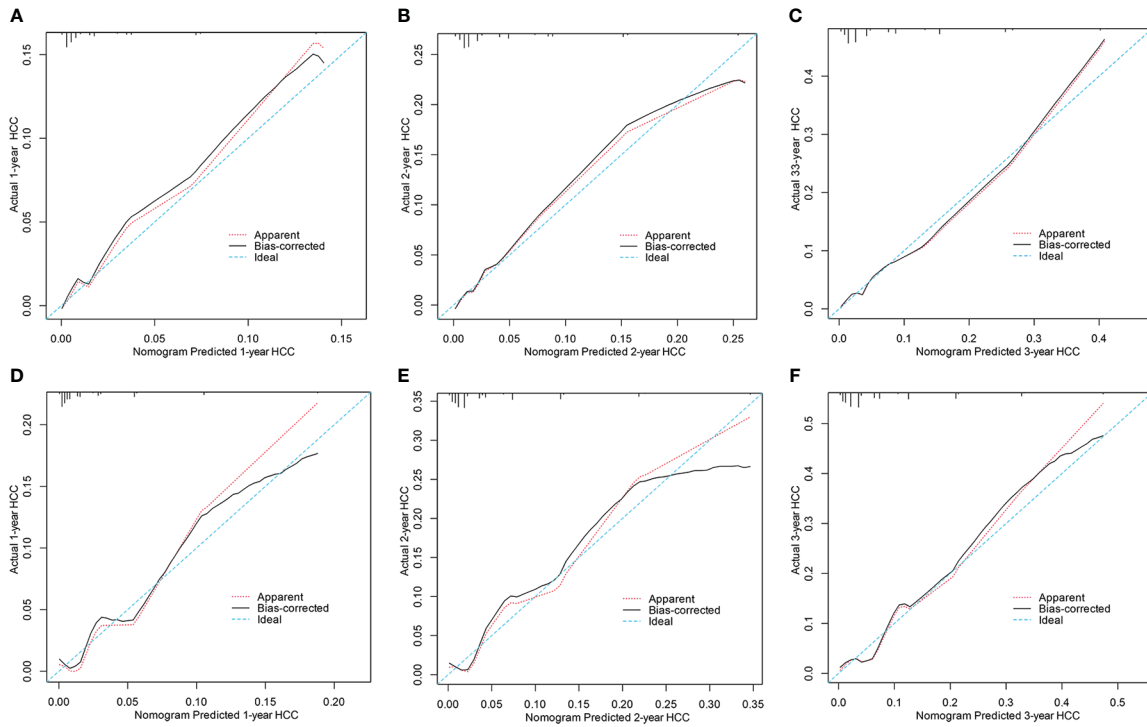 A
0.15
0.10
0.05
0.00
Actual 1-year HCC
Apparent
Bias-corrected
Ideal
0.00 0.05 0.10 0.15
Nomogram Predicted 1-year HCC
B
0.25
0.20
0.15
0.10
0.05
0.00
Actual 2-year HCC
Apparent
Bias-corrected
Ideal
0.00 0.05 0.10 0.15 0.20 0.25
Nomogram Predicted 2-year HCC
C
0.4
0.3
0.2
0.1
0.0
Actual 33-year HCC
Apparent
Bias-corrected
Ideal
0.0 0.1 0.2 0.3 0.4
Nomogram Predicted 3-year HCC
D
0.20
0.15
0.10
0.05
0.00
Actual 1-year HCC
Apparent
Bias-corrected
Ideal
0.00 0.05 0.10 0.15 0.20
Nomogram Predicted 1-year HCC
E
0.35
0.30
0.25
0.20
0.15
0.10
0.05
0.00
Actual 2-year HCC
Apparent
Bias-corrected
Ideal
0.00 0.05 0.10 0.15 0.20 0.25 0.30 0.35
Nomogram Predicted 2-year HCC
F
0.5
0.4
0.3
0.2
0.1
0.0
Actual 3-year HCC
Apparent
Bias-corrected
Ideal
0.0 0.1 0.2 0.3 0.4 0.5
Nomogram Predicted 3-year HCC